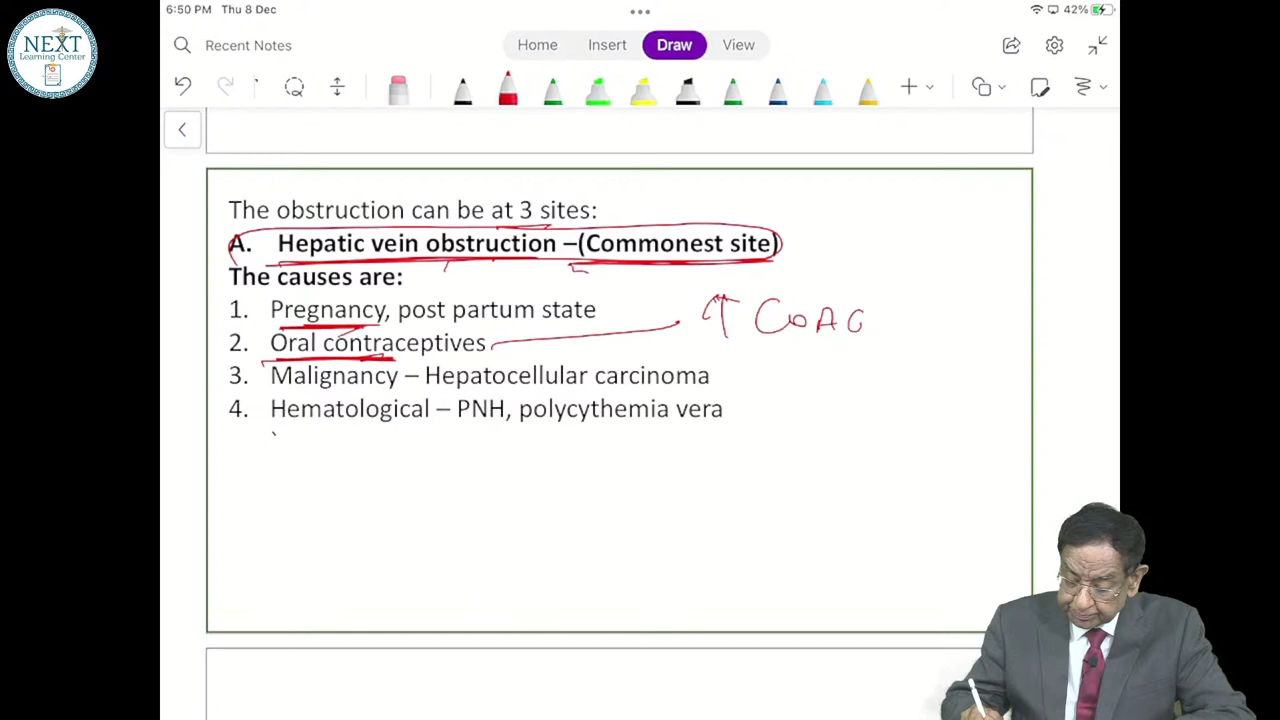 6:50 PM Thu 8 Dec
42%
NEXT
Learning Center
Recent Notes
Home Insert Draw View
The obstruction can be at 3 sites:
A. Hepatic vein obstruction –(Commonest site)
The causes are:
1. Pregnancy, post partum state
↑ COAG
2. Oral contraceptives
3. Malignancy – Hepatocellular carcinoma
4. Hematological – PNH, polycythemia vera